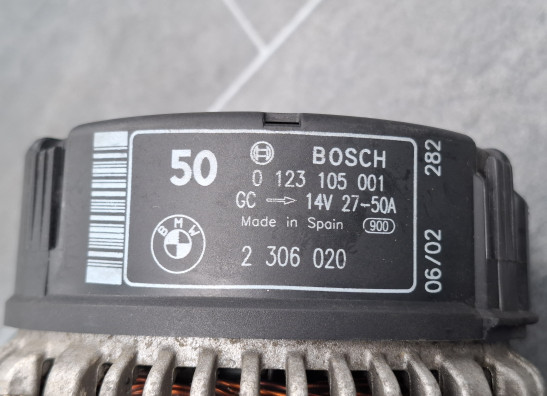 50
BOSCH
0 123 105 001
GC → 14V 27-50A
Made in Spain 900
BMW
2 306 020
06/02 282